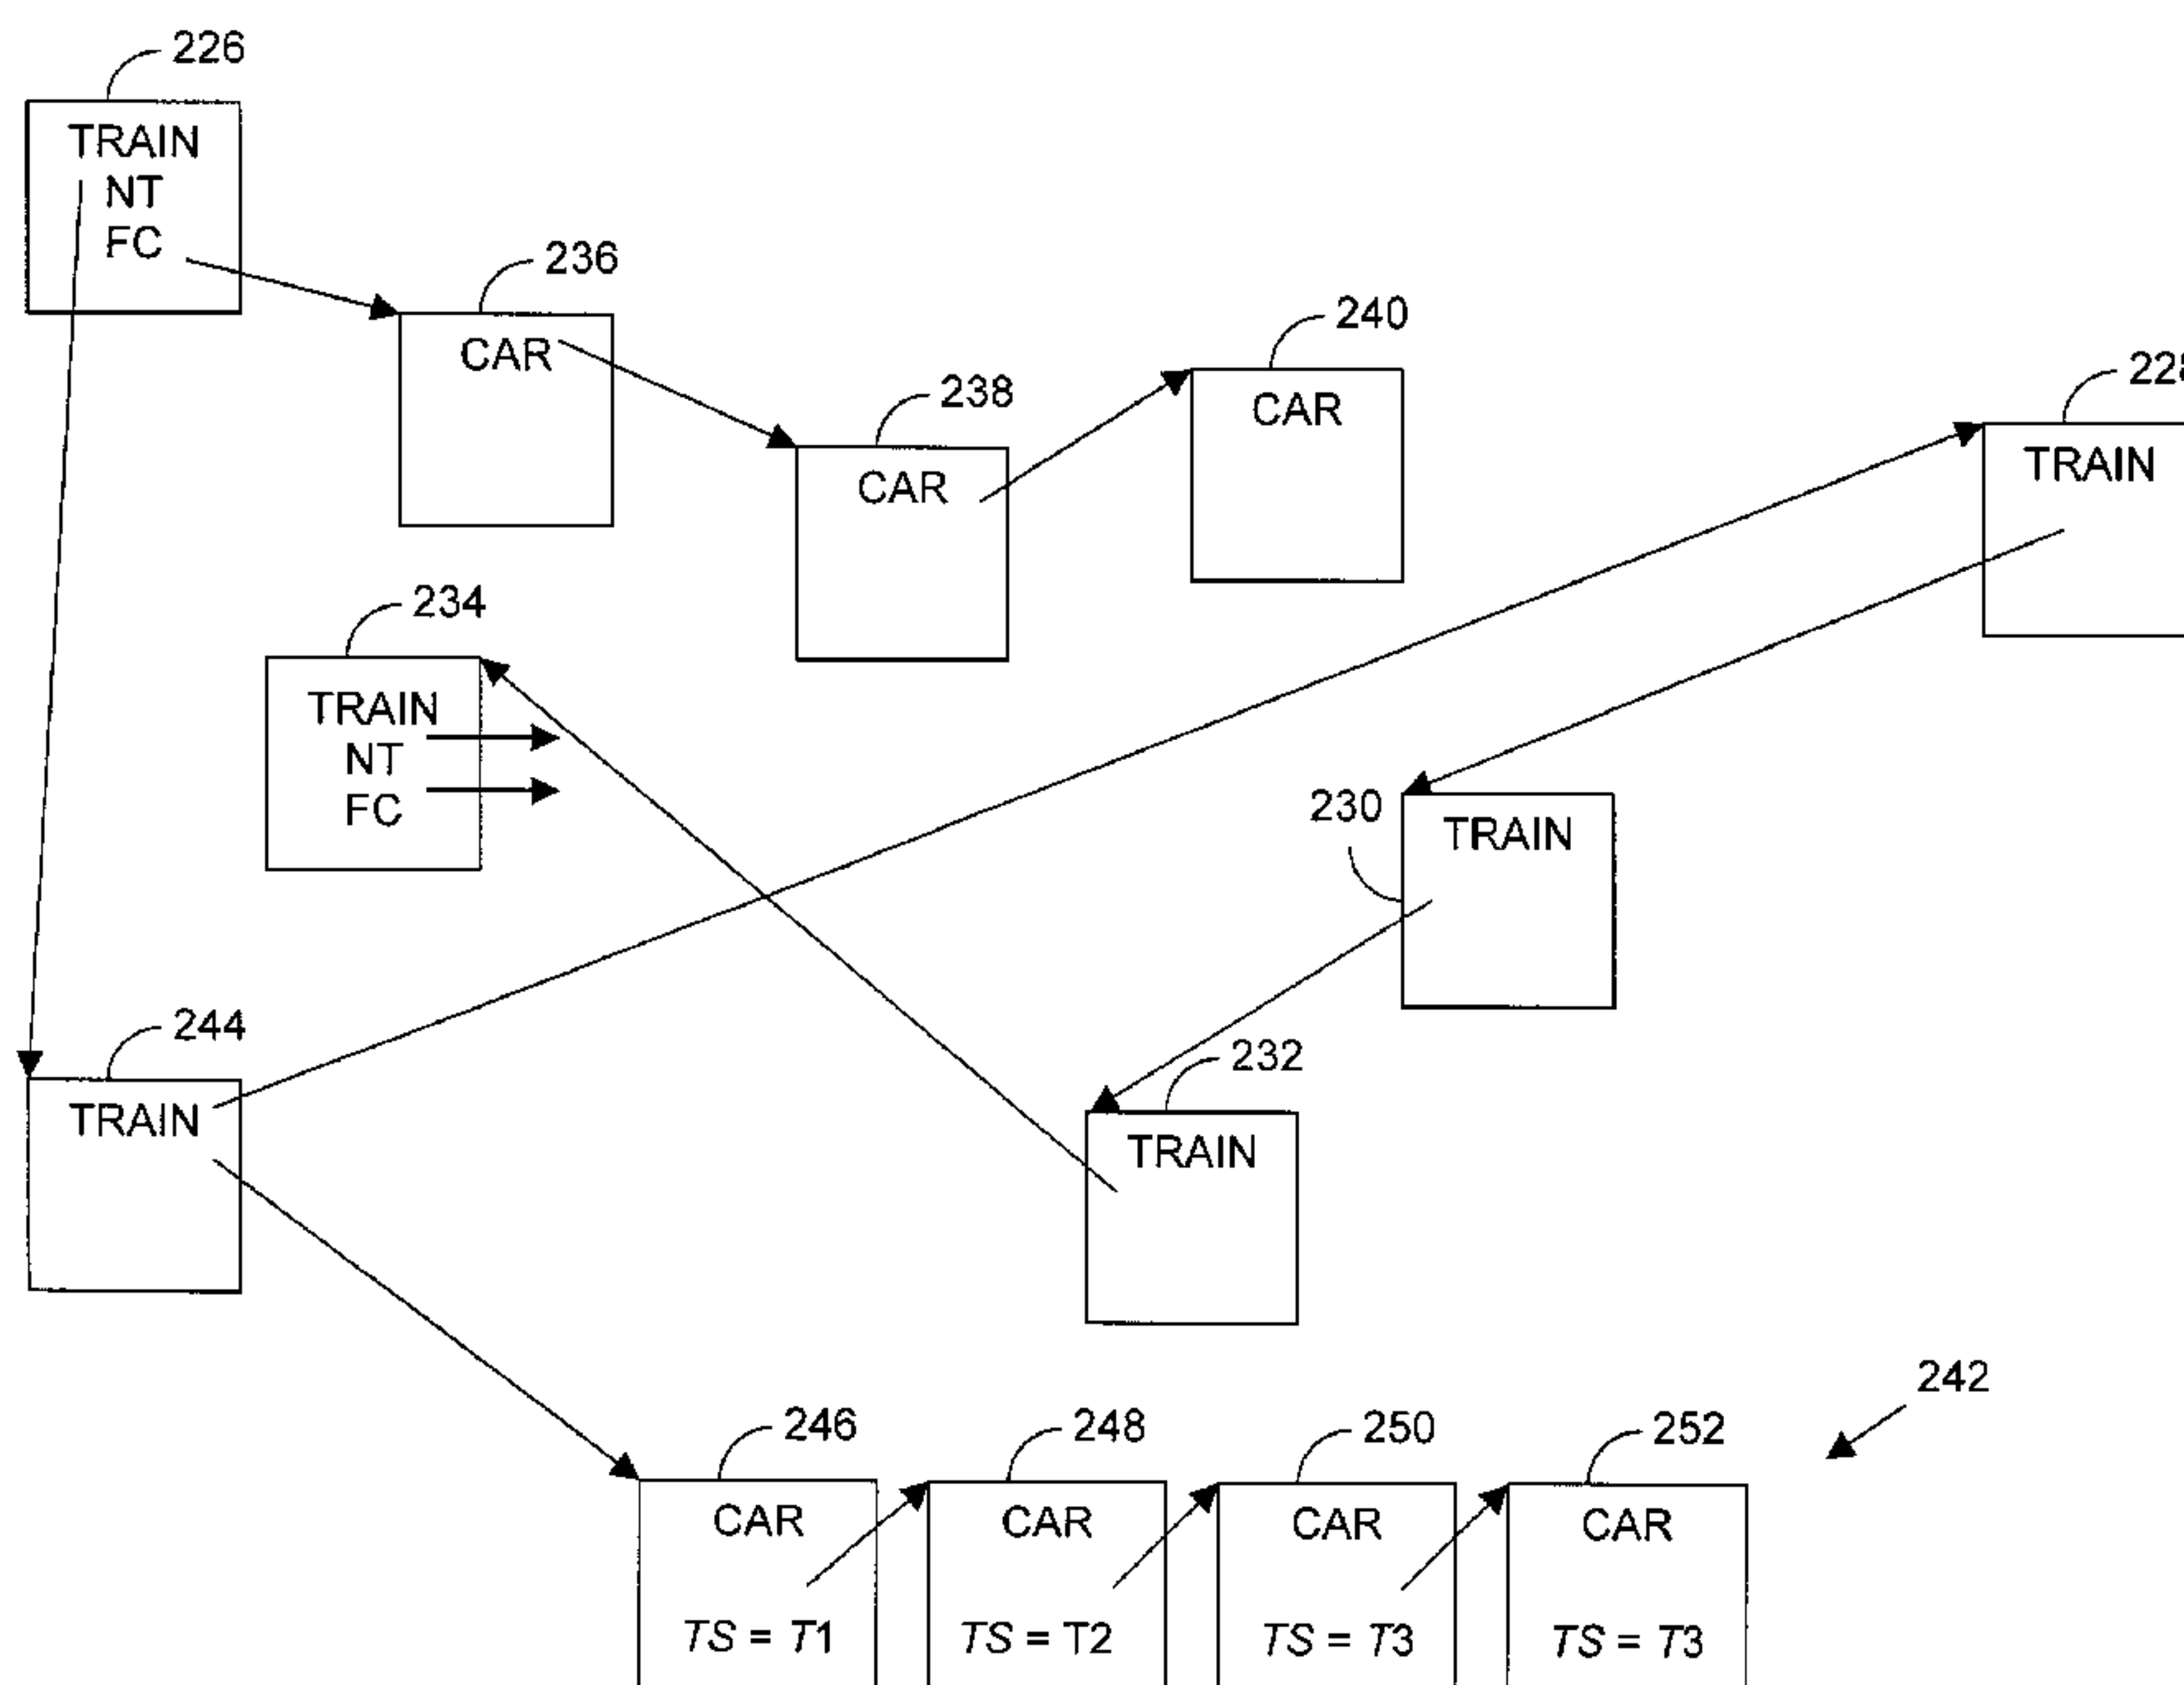 226
TRAIN
NT
FC
236
CAR
238
CAR
240
CAR
TRAIN
234
TRAIN
NT
FC
230
TRAIN
244
TRAIN
232
TRAIN
242
246
CAR
TS = T1
248
CAR
TS = T2
250
CAR
TS = T3
252
CAR
TS = T3